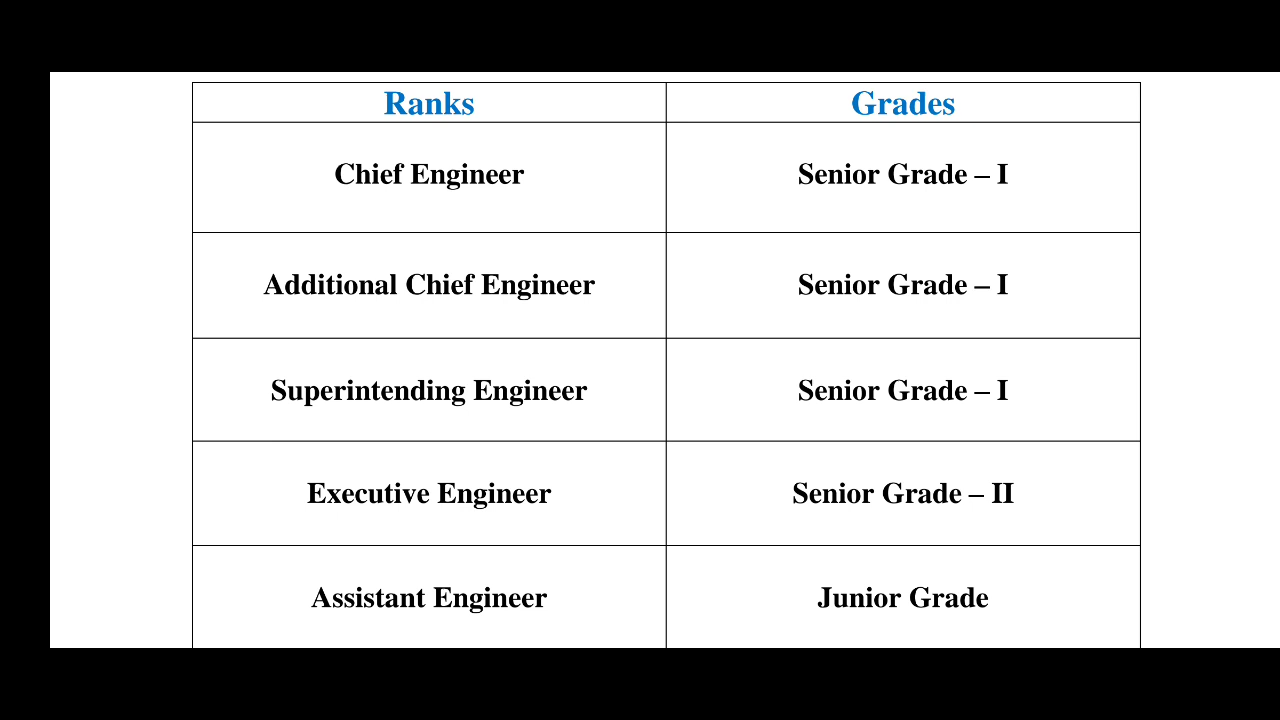 Ranks Grades
Chief Engineer Senior Grade – I
Additional Chief Engineer Senior Grade – I
Superintending Engineer Senior Grade – I
Executive Engineer Senior Grade – II
Assistant Engineer Junior Grade